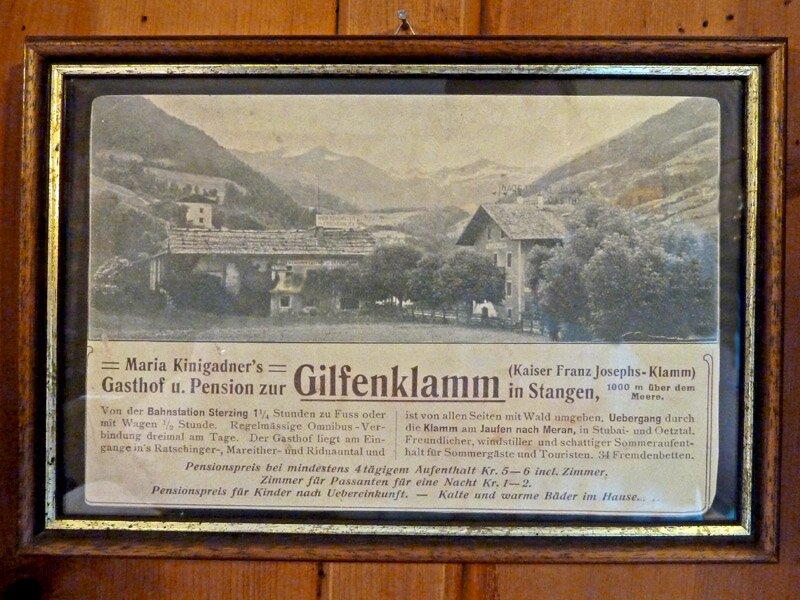 Maria Kinigadner's
Gasthof u. Pension zur Gilfenklamm (Kaiser Franz Josephs-Klamm)
in Stangen, 1000 m über dem Meere.
Von der Bahnstation Sterzing 1¼ Stunden zu Fuss oder
mit Wagen ½ Stunde. Regelmässige Omnibus-Ver-
bindung dreimal am Tage. Der Gasthof liegt am Ein-
gange in's Ratschinger-, Mareither- und Ridnauntal und
ist von allen Seiten mit Wald umgeben. Uebergang durch
die Klamm am Jaufen nach Meran, in Stubai- und Oetztal.
Freundlicher, windstiller und schattiger Sommeraufent-
halt für Sommergäste und Touristen. 34 Fremdenbetten.
Pensionspreis bei mindestens 4tägigem Aufenthalt Kr. 5—6 incl. Zimmer.
Zimmer für Passanten für eine Nacht Kr. 1—2.
Pensionspreis für Kinder nach Uebereinkunft. — Kalte und warme Bäder im Hause.